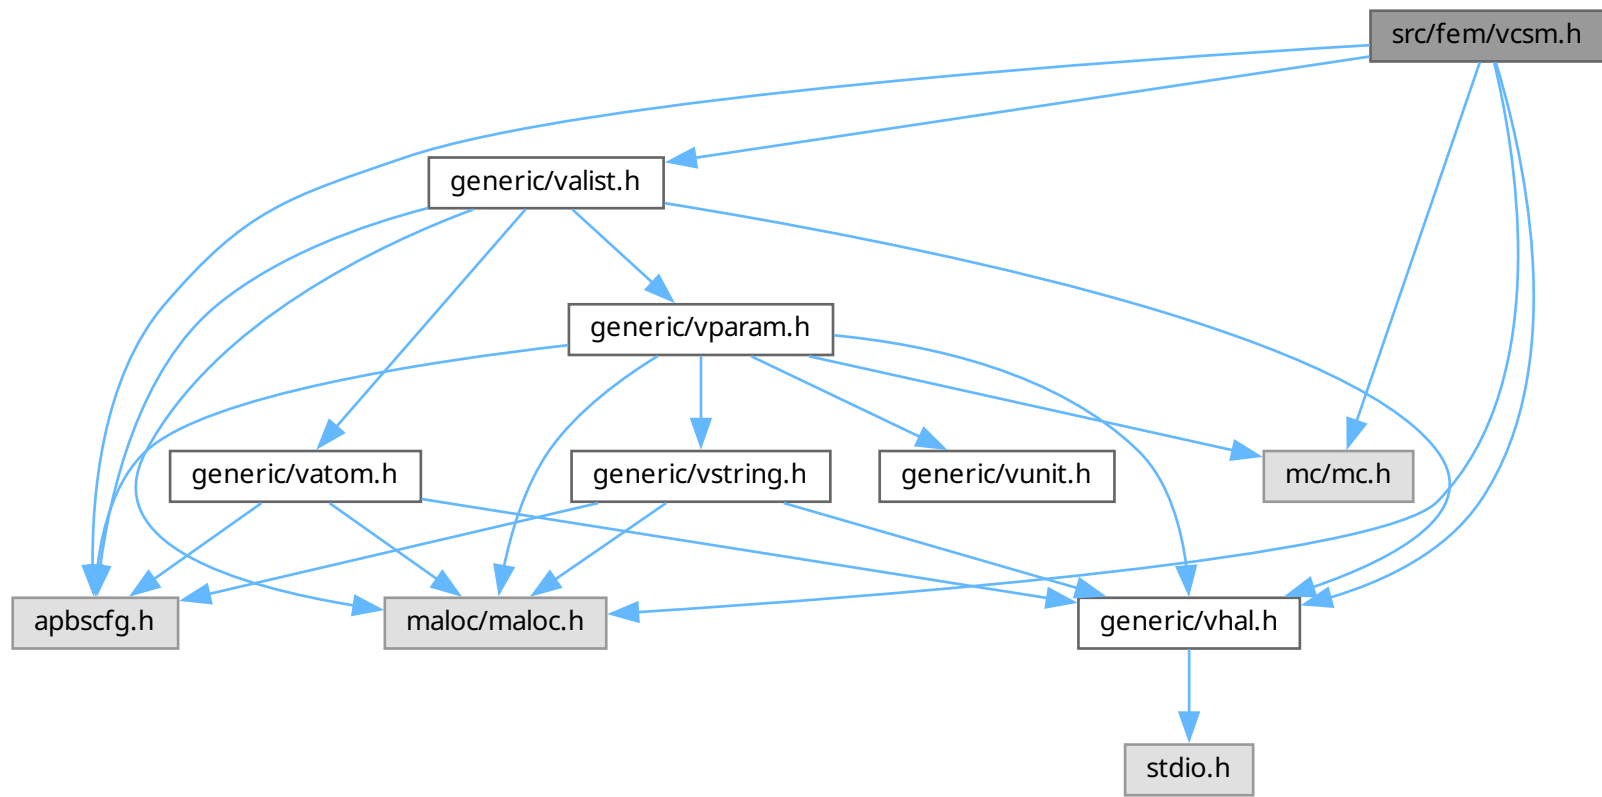 src/fem/vcsm.h
generic/valist.h
generic/vparam.h
generic/vatom.h
generic/vstring.h
generic/vunit.h
mc/mc.h
apbscfg.h
maloc/maloc.h
generic/vhal.h
stdio.h